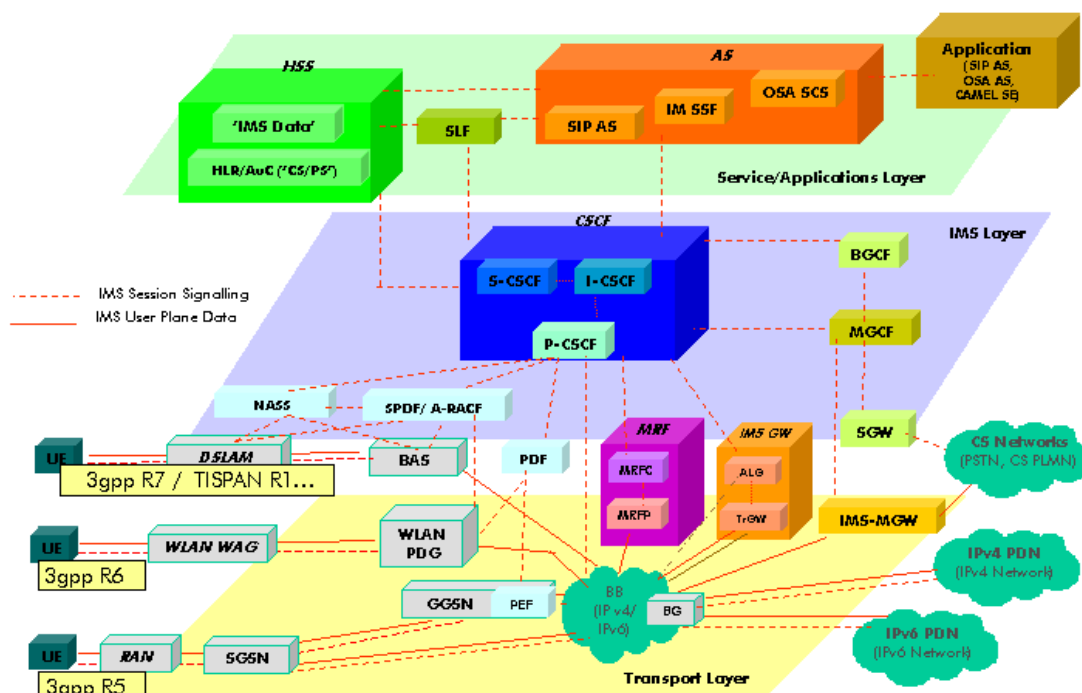 HSS
AS
Application
(SIP AS,
OSA AS,
CAMEL SE)
OSA SCS
IM SSF
'IMS Data'
SLF
SIP AS
HLR/AuC ('CS/PS')
Service/Applications Layer
CSCF
IMS Layer
BGCF
S-CSCF
I-CSCF
IMS Session Signalling
IMS User Plane Data
MGCF
P-CSCF
NASS
SPDF/ A-RACF
MRF
IMS GW
SGW
CS Networks
(PSTN, CS PLMN)
UE
DSLAM
BAS
PDF
MRFC
ALG
3gpp R7 / TISPAN R1...
MRFP
TrGW
IMS-MGW
UE
WLAN WAG
WLAN
PDG
IPv4 PDN
(IPv4 Network)
3gpp R6
GGSN
PEF
BB
(IPv4/
IPv6)
BG
IPv6 PDN
(IPv6 Network)
UE
RAN
SGSN
3gpp R5
Transport Layer